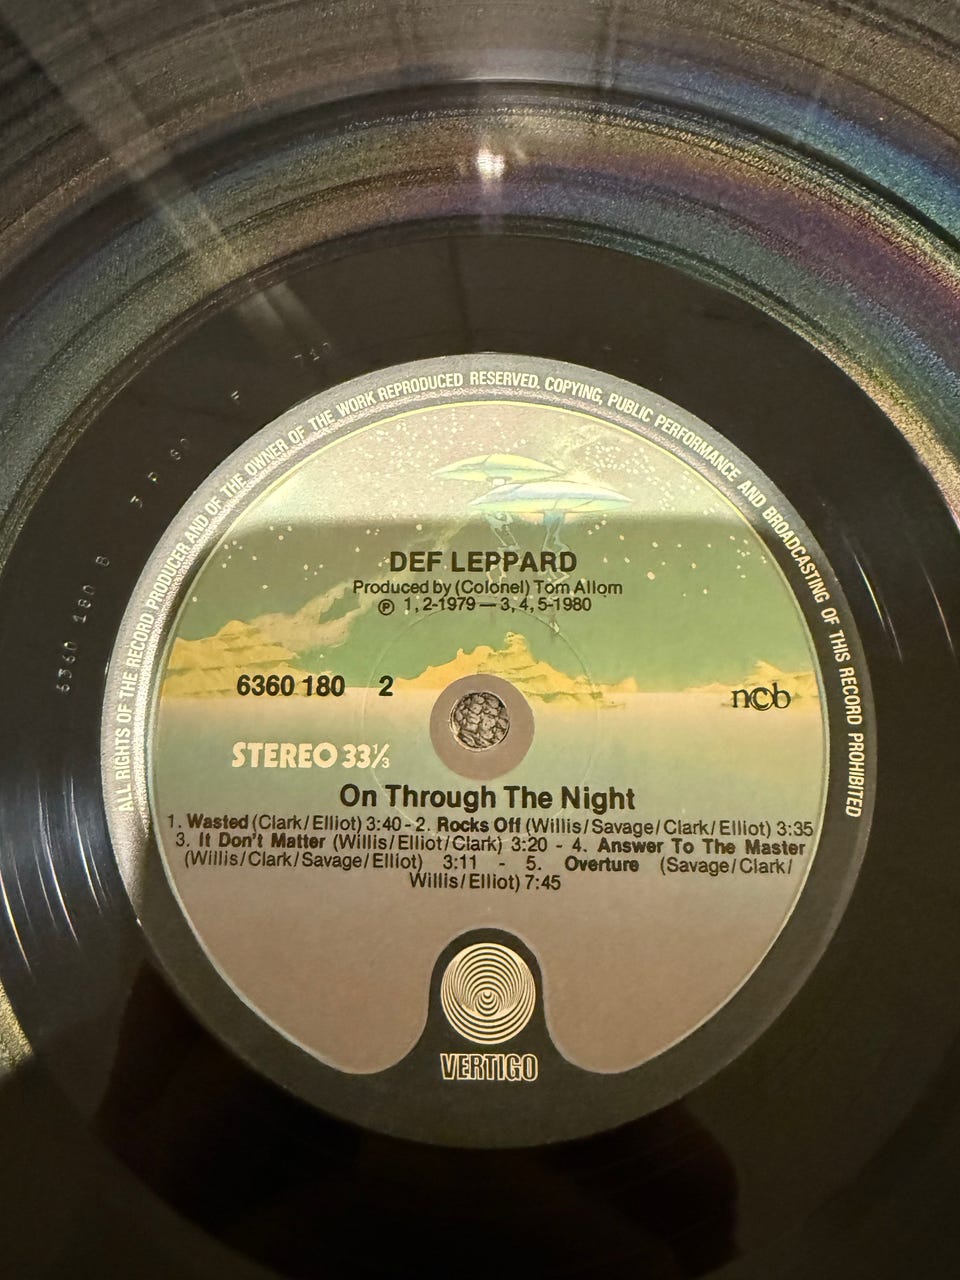 ALL RIGHTS OF THE RECORD PRODUCER AND OF THE OWNER OF THE WORK REPRODUCED RESERVED. COPYING, PUBLIC PERFORMANCE AND BROADCASTING OF THIS RECORD PROHIBITED
6360 180 B
DEF LEPPARD
Produced by (Colonel) Tom Allom
℗ 1, 2-1979 — 3, 4, 5-1980
6360 180 2
ncb
STEREO 33⅓
On Through The Night
1. Wasted (Clark/Elliot) 3:40 - 2. Rocks Off (Willis/Savage/Clark/Elliot) 3:35
3. It Don't Matter (Willis/Elliot/Clark) 3:20 - 4. Answer To The Master
(Willis/Clark/Savage/Elliot) 3:11 - 5. Overture (Savage/Clark/
Willis/Elliot) 7:45
VERTIGO